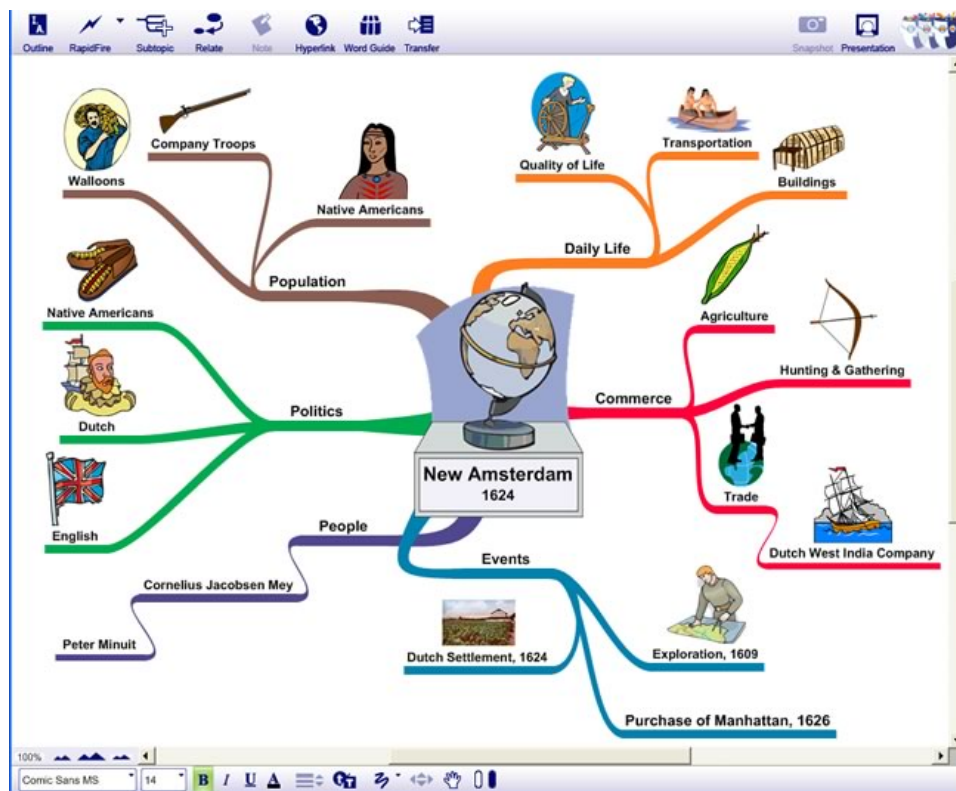 Outline RapidFire Subtopic Relate Note Hyperlink Word Guide Transfer Snapshot Presentation
Company Troops
Walloons
Native Americans
Population
Quality of Life
Transportation
Buildings
Daily Life
Native Americans
Dutch
English
Politics
Agriculture
Hunting & Gathering
Commerce
Trade
Dutch West India Company
New Amsterdam
1624
People
Cornelius Jacobsen Mey
Peter Minuit
Events
Dutch Settlement, 1624
Exploration, 1609
Purchase of Manhattan, 1626
100%
Comic Sans MS 14 B I U A